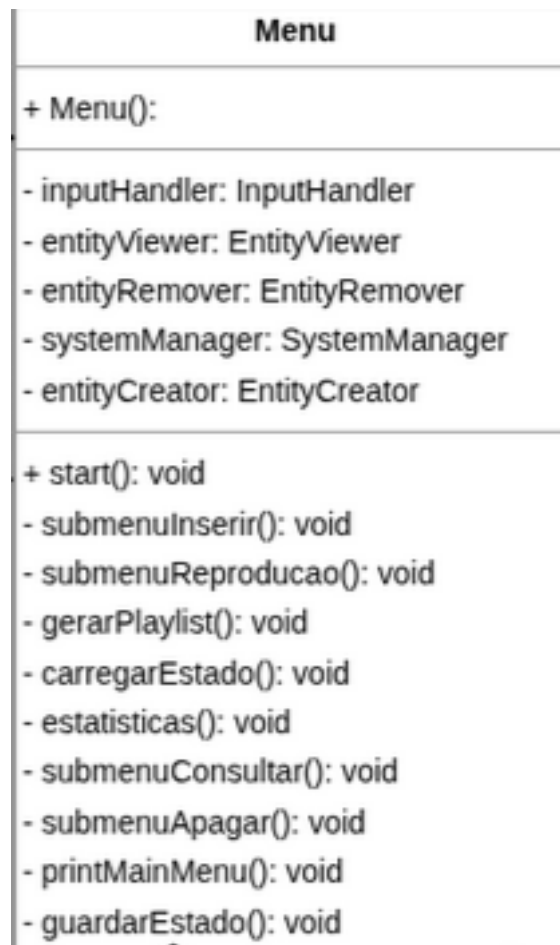 Menu
+ Menu():
- inputHandler: InputHandler
- entityViewer: EntityViewer
- entityRemover: EntityRemover
- systemManager: SystemManager
- entityCreator: EntityCreator
+ start(): void
- submenuInserir(): void
- submenuReproducao(): void
- gerarPlaylist(): void
- carregarEstado(): void
- estatisticas(): void
- submenuConsultar(): void
- submenuApagar(): void
- printMainMenu(): void
- guardarEstado(): void